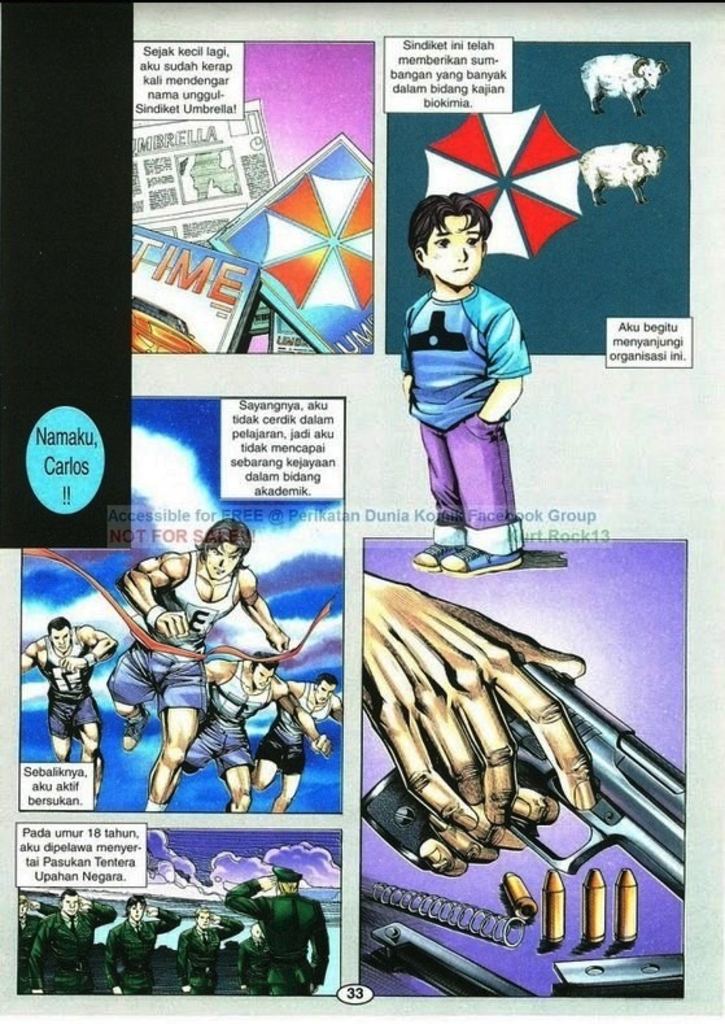 Sejak kecil lagi,
aku sudah kerap
kali mendengar
nama unggul-
Sindiket Umbrella!
UMBRELLA
TIME
UM
Sindiket ini telah
memberikan sum-
bangan yang banyak
dalam bidang kajian
biokimia.
Aku begitu
menyanjungi
organisasi ini.
Namaku,
Carlos
!!
Sayangnya, aku
tidak cerdik dalam
pelajaran, jadi aku
tidak mencapai
sebarang kejayaan
dalam bidang
akademik.
Accessible for FREE @ Perikatan Dunia Komik Facebook Group
NOT FOR SALE!!
Kurt.Rock13
E
Sebaliknya,
aku aktif
bersukan.
Pada umur 18 tahun,
aku dipelawa menyer-
tai Pasukan Tentera
Upahan Negara.
33